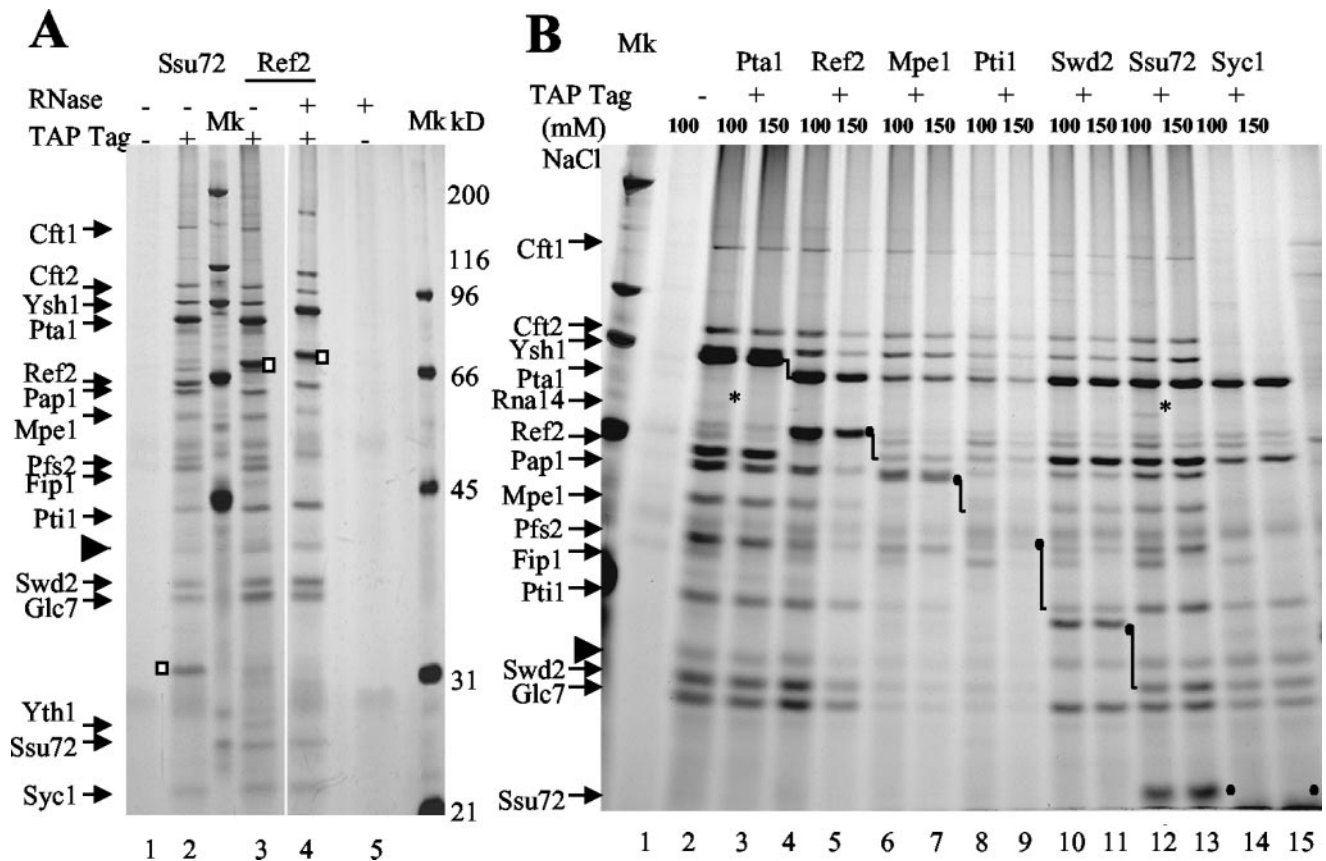 A
Ssu72 Ref2
RNase - - - + +
TAP Tag - + Mk + + - Mk kD
200
Cft1
116
Cft2
96
Ysh1
Pta1
Ref2
66
Pap1
Mpe1
Pfs2
Fip1
45
Pti1
Swd2
Glc7
31
Yth1
Ssu72
Syc1
21
1 2 3 4 5
B
Mk
Pta1 Ref2 Mpe1 Pti1 Swd2 Ssu72 Syc1
TAP Tag - + + + + + + +
(mM) 100 100 150 100 150 100 150 100 150 100 150 100 150 100 150
NaCl
Cft1
Cft2
Ysh1
Pta1
Rna14
*
*
Ref2
Pap1
Mpe1
Pfs2
Fip1
Pti1
Swd2
Glc7
Ssu72
1 2 3 4 5 6 7 8 9 10 11 12 13 14 15